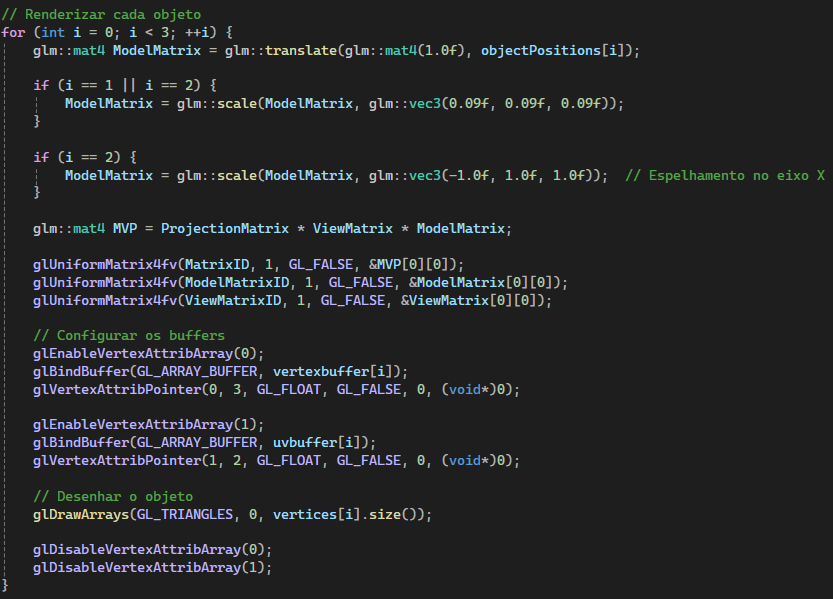 // Renderizar cada objeto
for (int i = 0; i < 3; ++i) {
    glm::mat4 ModelMatrix = glm::translate(glm::mat4(1.0f), objectPositions[i]);

    if (i == 1 || i == 2) {
        ModelMatrix = glm::scale(ModelMatrix, glm::vec3(0.09f, 0.09f, 0.09f));
    }

    if (i == 2) {
        ModelMatrix = glm::scale(ModelMatrix, glm::vec3(-1.0f, 1.0f, 1.0f));  // Espelhamento no eixo X
    }

    glm::mat4 MVP = ProjectionMatrix * ViewMatrix * ModelMatrix;

    glUniformMatrix4fv(MatrixID, 1, GL_FALSE, &MVP[0][0]);
    glUniformMatrix4fv(ModelMatrixID, 1, GL_FALSE, &ModelMatrix[0][0]);
    glUniformMatrix4fv(ViewMatrixID, 1, GL_FALSE, &ViewMatrix[0][0]);

    // Configurar os buffers
    glEnableVertexAttribArray(0);
    glBindBuffer(GL_ARRAY_BUFFER, vertexbuffer[i]);
    glVertexAttribPointer(0, 3, GL_FLOAT, GL_FALSE, 0, (void*)0);

    glEnableVertexAttribArray(1);
    glBindBuffer(GL_ARRAY_BUFFER, uvbuffer[i]);
    glVertexAttribPointer(1, 2, GL_FLOAT, GL_FALSE, 0, (void*)0);

    // Desenhar o objeto
    glDrawArrays(GL_TRIANGLES, 0, vertices[i].size());

    glDisableVertexAttribArray(0);
    glDisableVertexAttribArray(1);
}